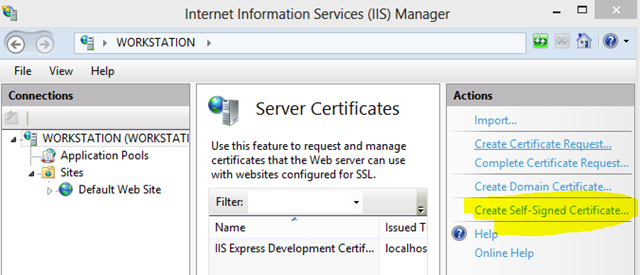 Internet Information Services (IIS) Manager
WORKSTATION
File View Help
Connections
WORKSTATION (WORKSTATI
Application Pools
Sites
Default Web Site
Server Certificates
Use this feature to request and manage
certificates that the Web server can use
with websites configured for SSL.
Filter:
Name Issued T
IIS Express Development Certif... localhos
Actions
Import...
Create Certificate Request...
Complete Certificate Request...
Create Domain Certificate...
Create Self-Signed Certificate...
Help
Online Help